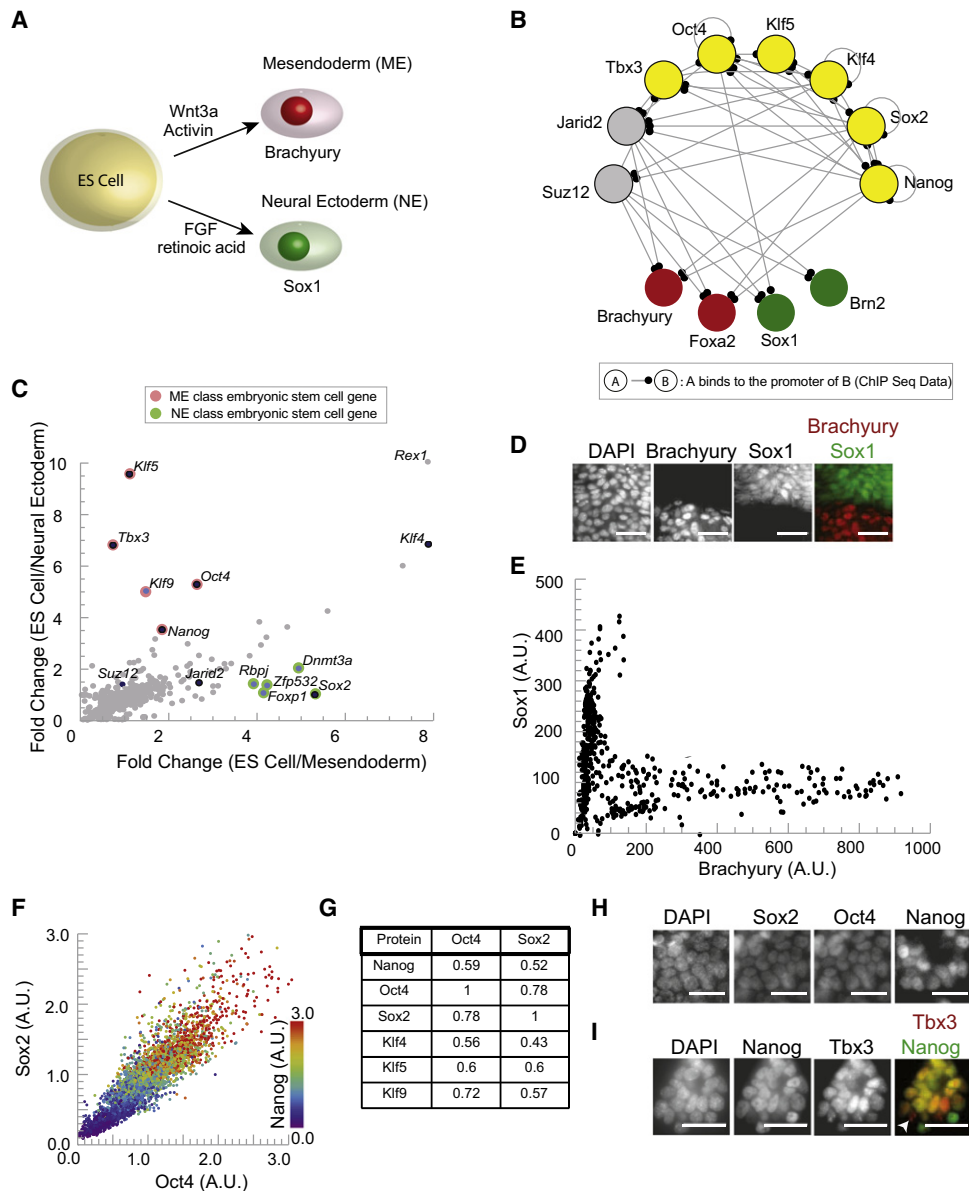 A
Mesendoderm (ME)
Wnt3a
Activin
Brachyury
ES Cell
Neural Ectoderm (NE)
FGF
retinoic acid
Sox1
B
Oct4
Klf5
Tbx3
Klf4
Jarid2
Sox2
Suz12
Nanog
Brachyury
Foxa2
Sox1
Brn2
A B : A binds to the promoter of B (ChIP Seq Data)
C
ME class embryonic stem cell gene
NE class embryonic stem cell gene
Fold Change (ES Cell/Neural Ectoderm)
10
8
6
4
2
0
Klf5
Rex1
Tbx3
Klf4
Klf9
Oct4
Nanog
Suz12
Jarid2
Rbpj
Dnmt3a
Zfp532
Foxp1
Sox2
0 2 4 6 8
Fold Change (ES Cell/Mesendoderm)
D
Brachyury
DAPI Brachyury Sox1 Sox1
E
Sox1 (A.U.)
500
400
300
200
100
0
0 200 400 600 800 1000
Brachyury (A.U.)
F
Sox2 (A.U.)
3.0
2.0
1.0
0.0
0.0 1.0 2.0 3.0
Oct4 (A.U.)
3.0
Nanog (A.U.)
0.0
G
Protein Oct4 Sox2
Nanog 0.59 0.52
Oct4 1 0.78
Sox2 0.78 1
Klf4 0.56 0.43
Klf5 0.6 0.6
Klf9 0.72 0.57
H
DAPI Sox2 Oct4 Nanog
I
Tbx3
DAPI Nanog Tbx3 Nanog